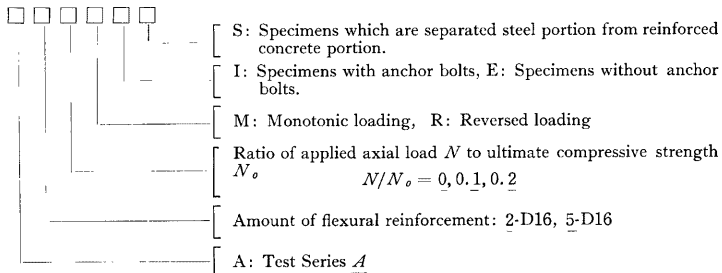 S: Specimens which are separated steel portion from reinforced
concrete portion.
I: Specimens with anchor bolts, E: Specimens without anchor
bolts.
M: Monotonic loading, R: Reversed loading
Ratio of applied axial load N to ultimate compressive strength
N₀
N/N₀ = 0, 0.1, 0.2
Amount of flexural reinforcement: 2-D16, 5-D16
A: Test Series A